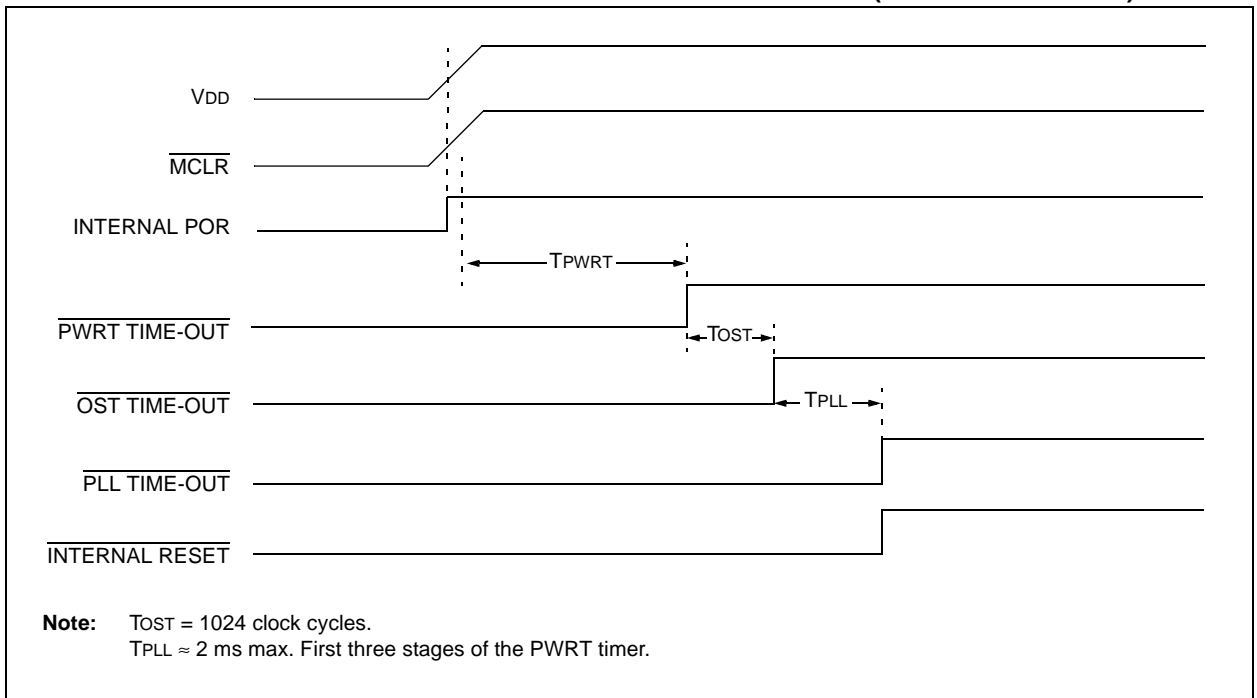 VDD
MCLR
INTERNAL POR
TPWRT
PWRT TIME-OUT
TOST
OST TIME-OUT
TPLL
PLL TIME-OUT
INTERNAL RESET
Note: TOST = 1024 clock cycles.
TPLL ≈ 2 ms max. First three stages of the PWRT timer.